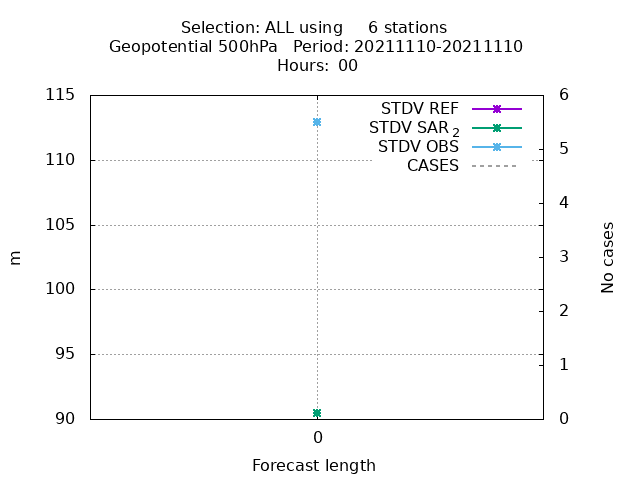 Selection: ALL using     6 stations
Geopotential 500hPa   Period: 20211110-20211110
Hours: 00
115
110
105
100
95
90
m
STDV REF
STDV SAR 2
STDV OBS
CASES
6
5
4
3
2
1
0
No cases
0
Forecast length